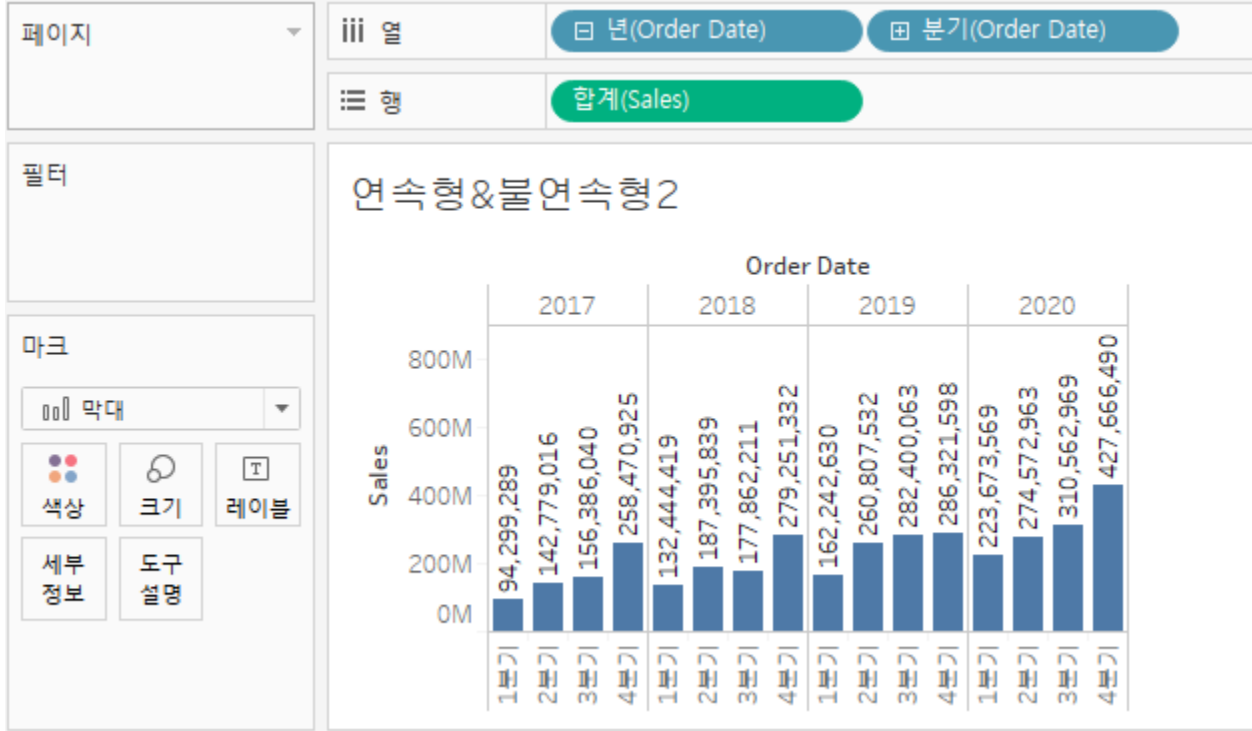 페이지
iii 열
년(Order Date)
분기(Order Date)
행
합계(Sales)
필터
마크
막대
색상
크기
T
레이블
세부
정보
도구
설명
연속형&불연속형2
Order Date
2017 2018 2019 2020
Sales
800M
600M
400M
200M
0M
94,299,289
142,779,016
156,386,040
258,470,925
132,444,419
187,395,839
177,862,211
279,251,332
162,242,630
260,807,532
282,400,063
286,321,598
223,673,569
274,572,963
310,562,969
427,666,490
1분기
2분기
3분기
4분기
1분기
2분기
3분기
4분기
1분기
2분기
3분기
4분기
1분기
2분기
3분기
4분기